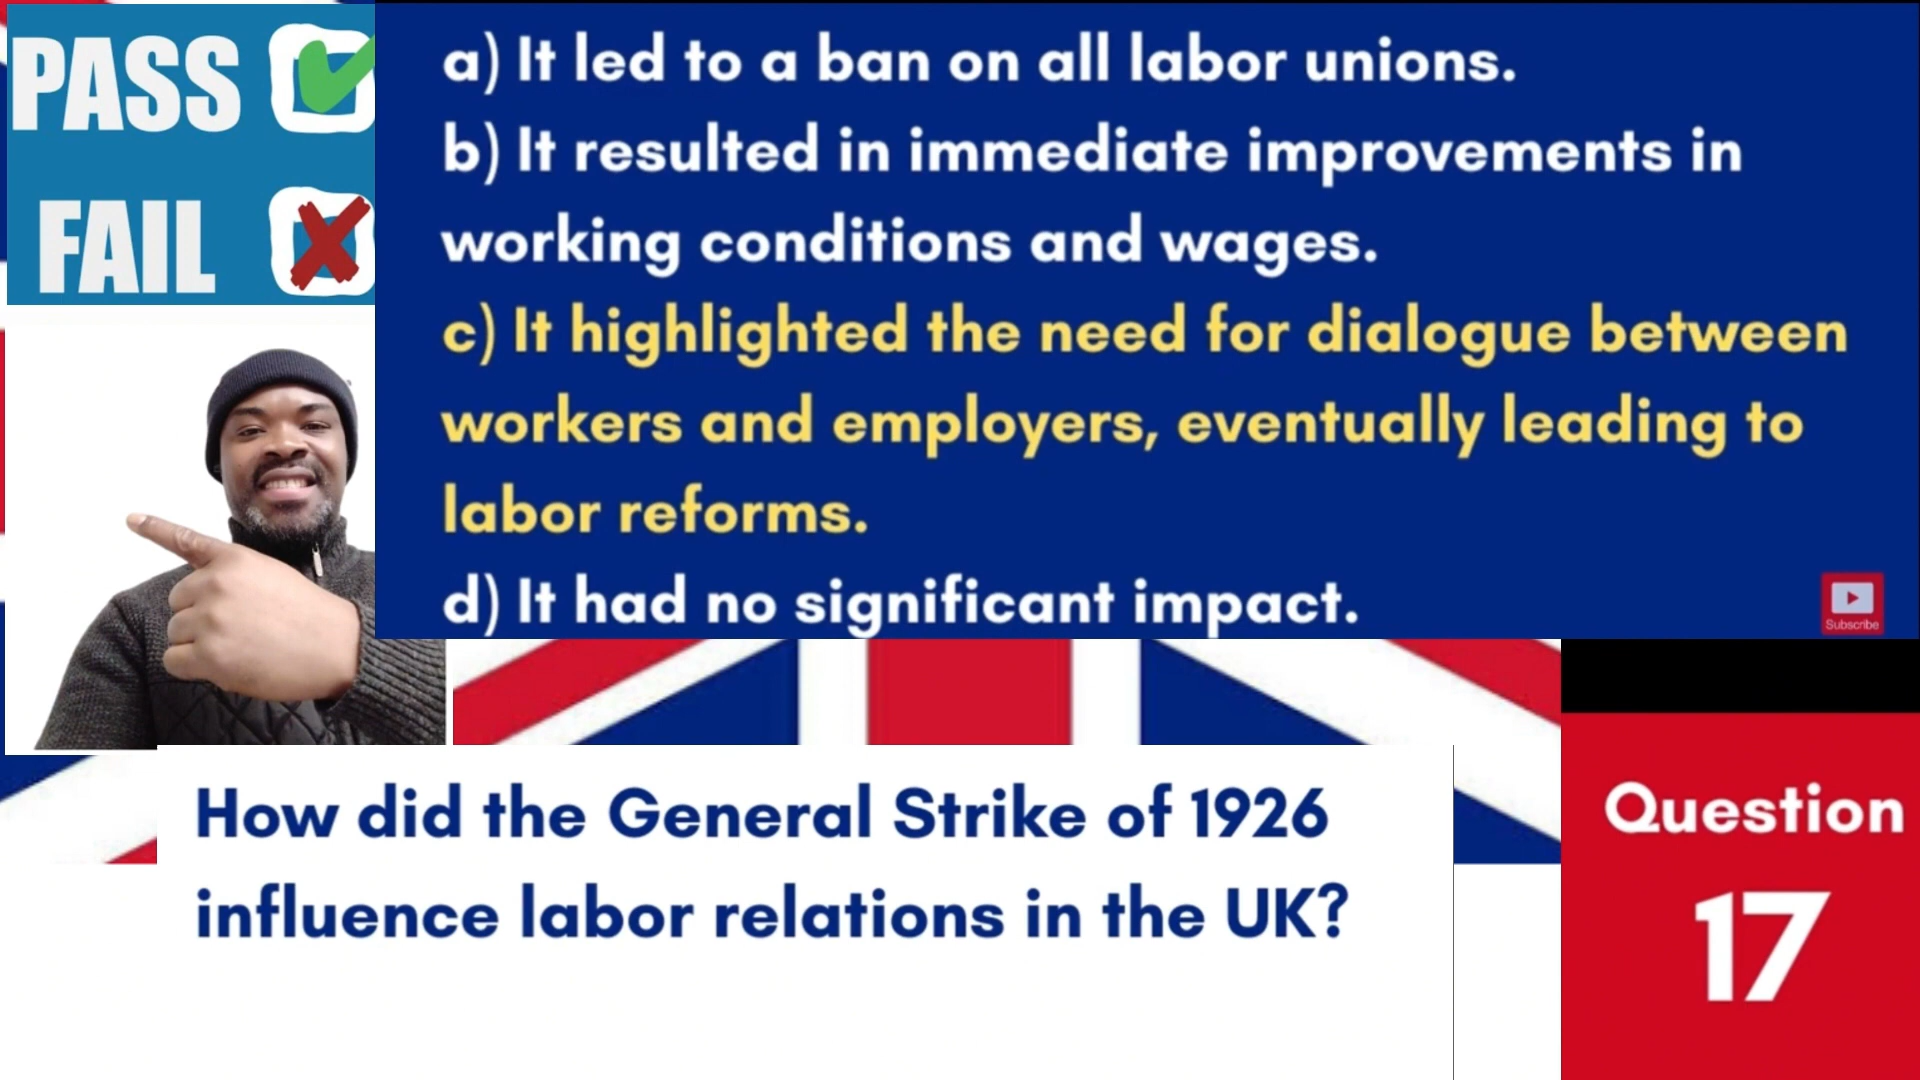 PASS
FAIL
a) It led to a ban on all labor unions.
b) It resulted in immediate improvements in
working conditions and wages.
c) It highlighted the need for dialogue between
workers and employers, eventually leading to
labor reforms.
d) It had no significant impact.
Subscribe
How did the General Strike of 1926
influence labor relations in the UK?
Question
17